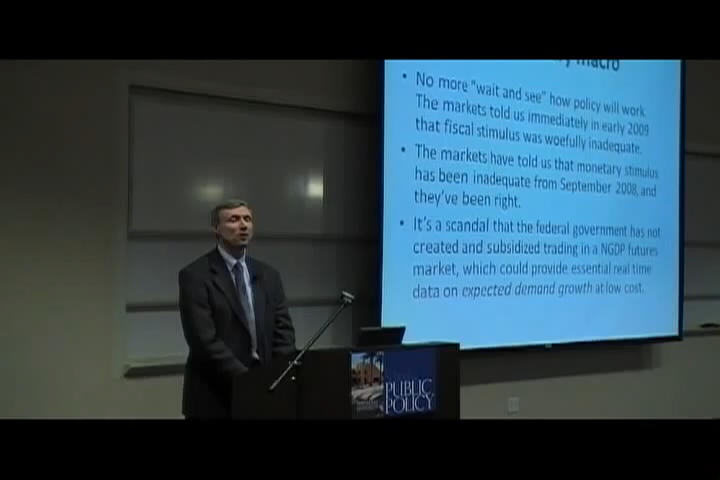 macro
• No more "wait and see" how policy will work.
The markets told us immediately in early 2009
that fiscal stimulus was woefully inadequate.
• The markets have told us that monetary stimulus
has been inadequate from September 2008, and
they've been right.
• It's a scandal that the federal government has not
created and subsidized trading in a NGDP futures
market, which could provide essential real time
data on expected demand growth at low cost.
PUBLIC
POLICY